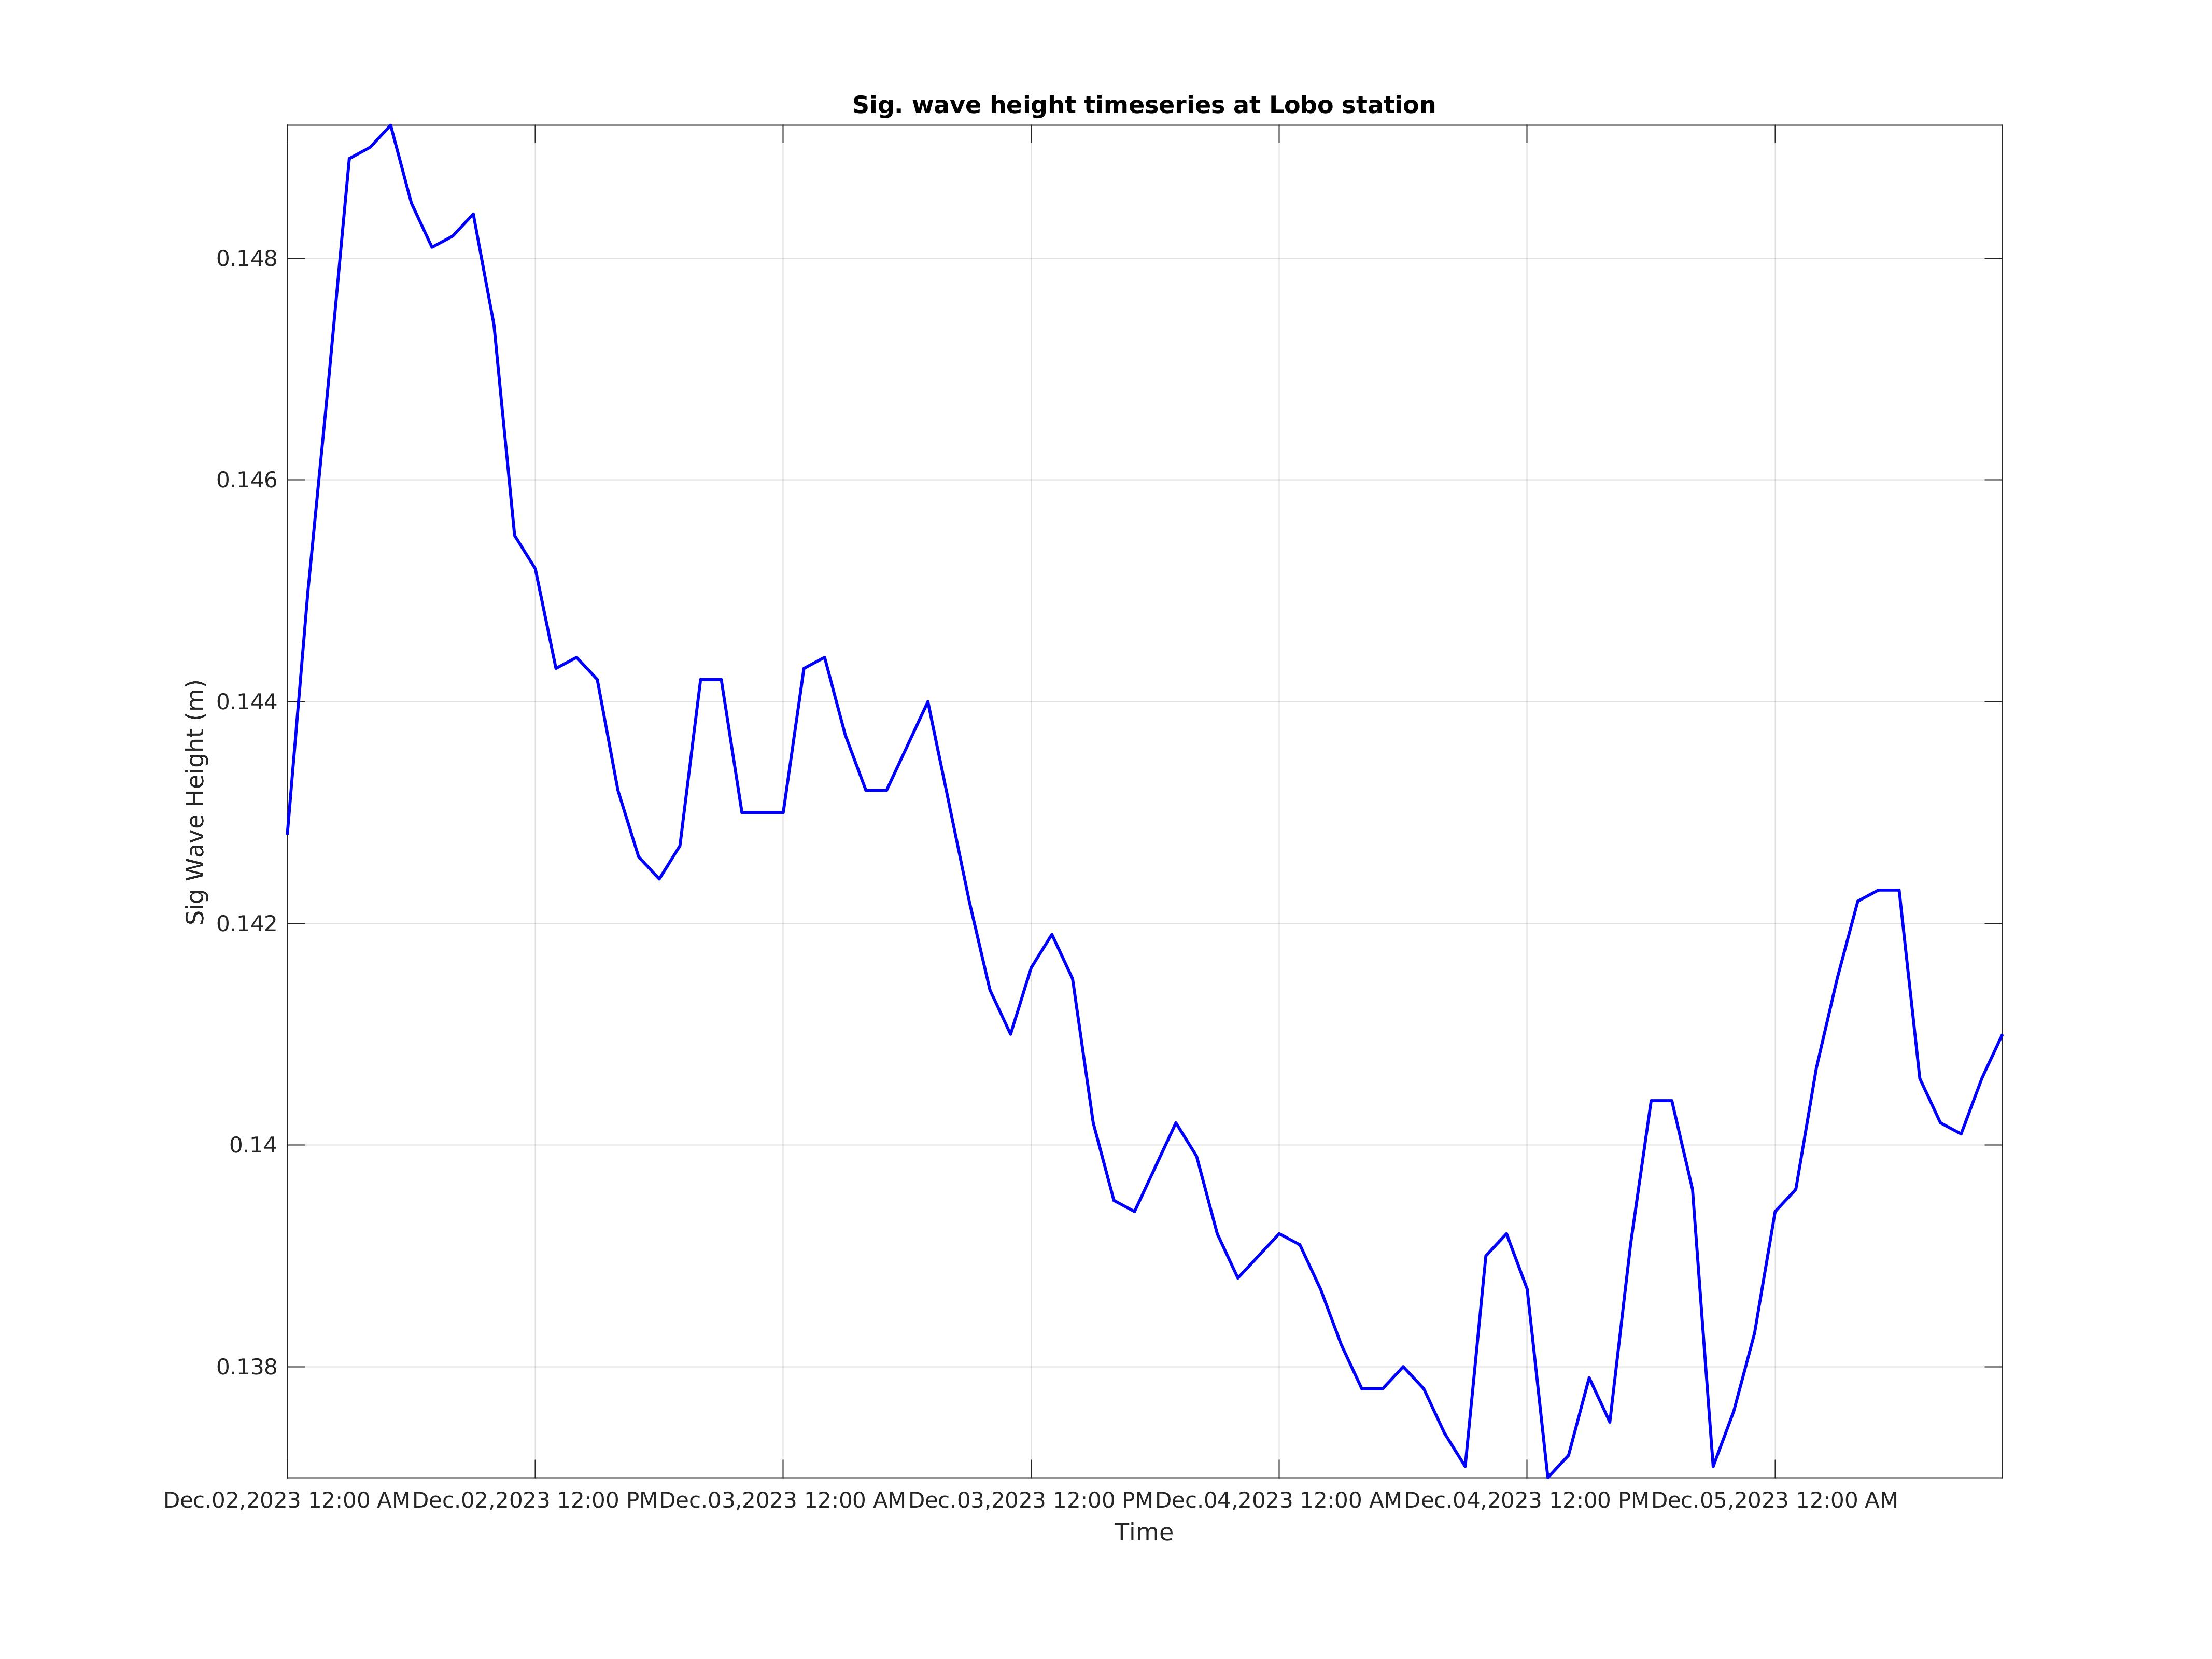 Sig. wave height timeseries at Lobo station
Sig Wave Height (m)
0.148
0.146
0.144
0.142
0.14
0.138
Dec.02,2023 12:00 AM
Dec.02,2023 12:00 PM
Dec.03,2023 12:00 AM
Dec.03,2023 12:00 PM
Dec.04,2023 12:00 AM
Dec.04,2023 12:00 PM
Dec.05,2023 12:00 AM
Time